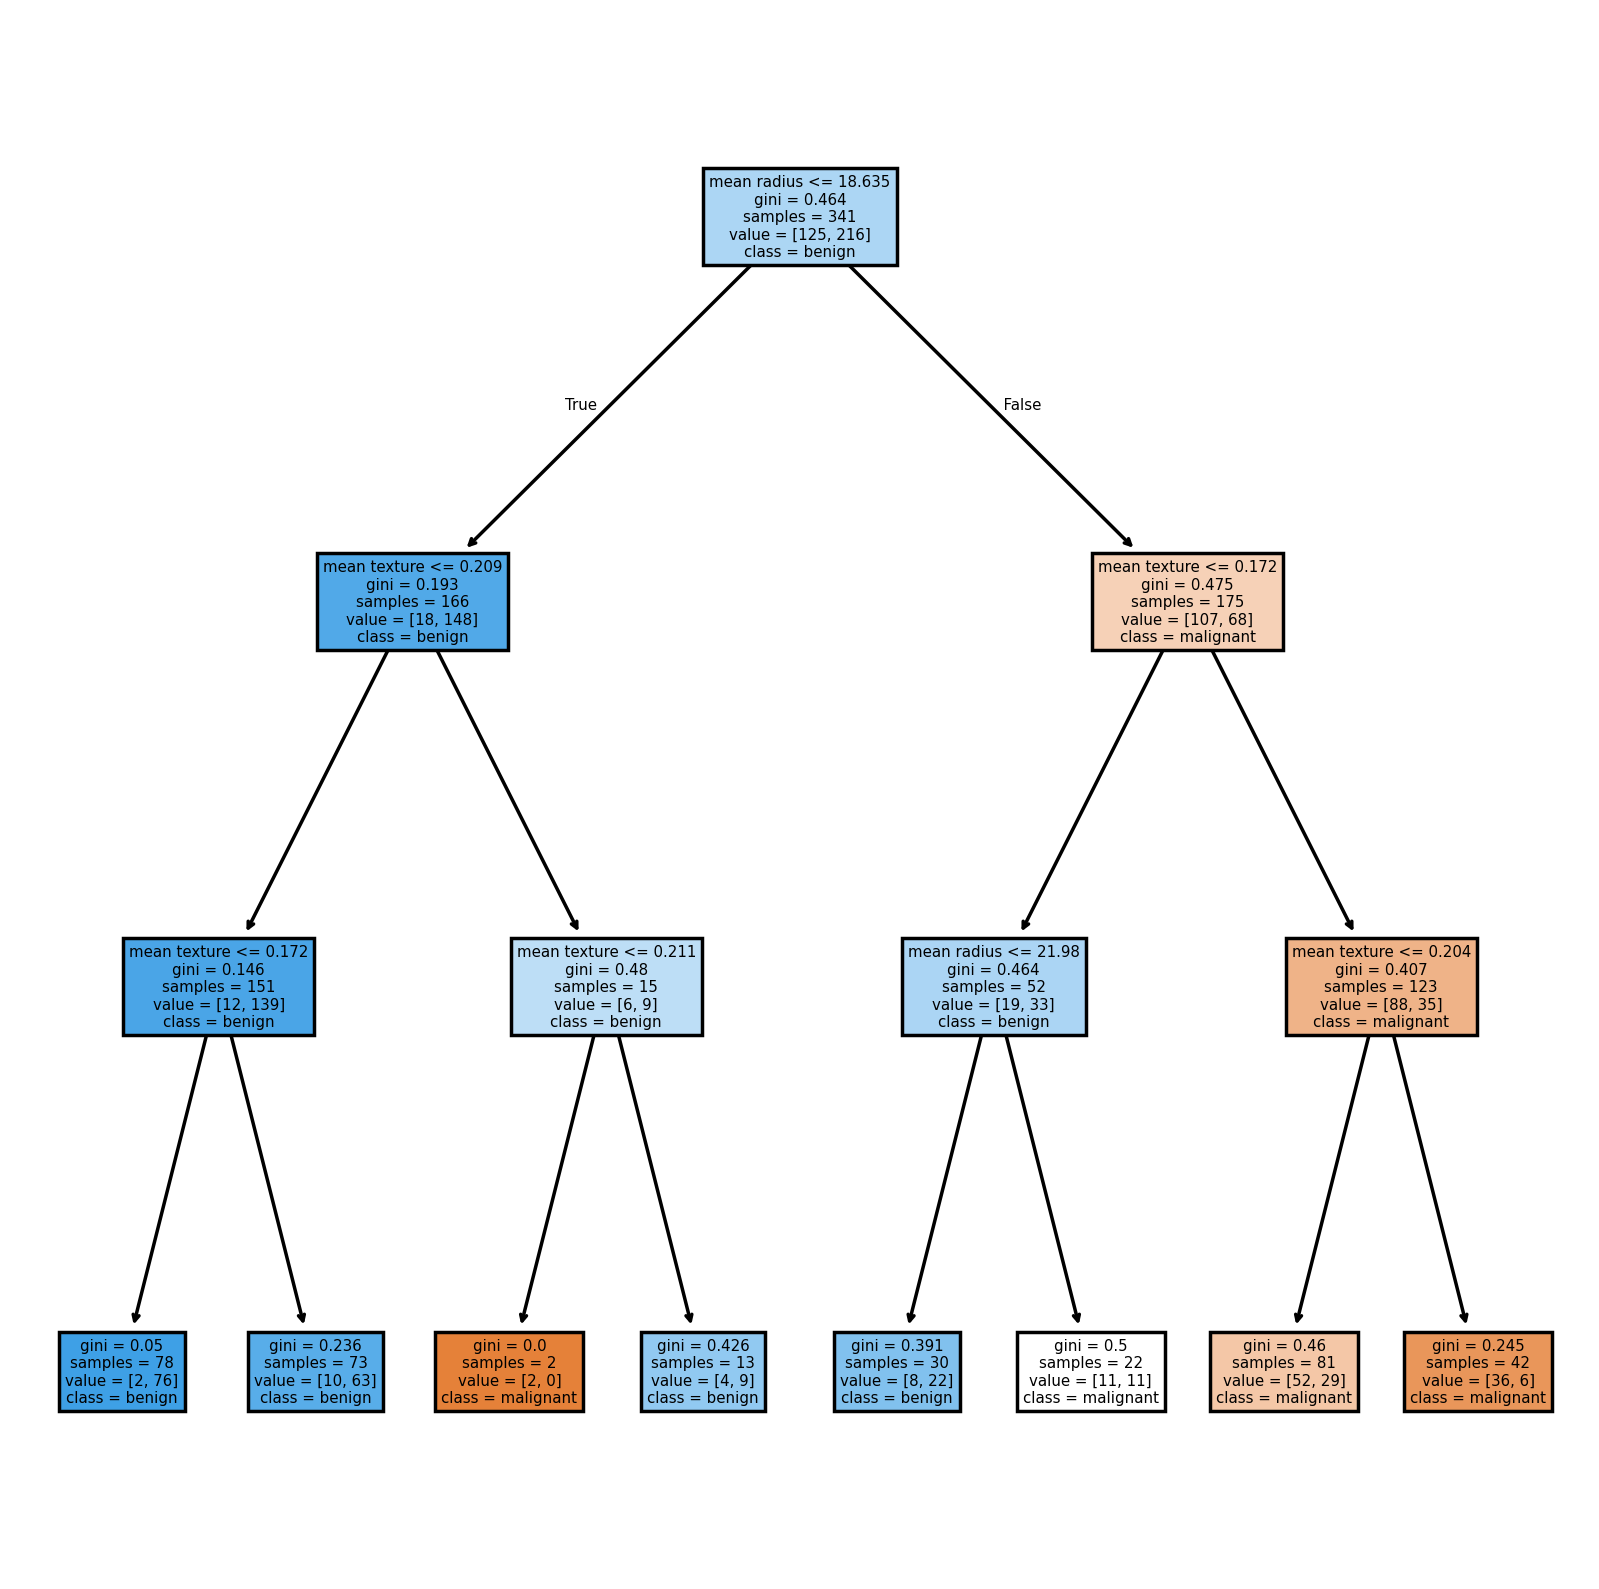 mean radius <= 18.635
gini = 0.464
samples = 341
value = [125, 216]
class = benign
True
False
mean texture <= 0.209
gini = 0.193
samples = 166
value = [18, 148]
class = benign
mean texture <= 0.172
gini = 0.475
samples = 175
value = [107, 68]
class = malignant
mean texture <= 0.172
gini = 0.146
samples = 151
value = [12, 139]
class = benign
mean texture <= 0.211
gini = 0.48
samples = 15
value = [6, 9]
class = benign
mean radius <= 21.98
gini = 0.464
samples = 52
value = [19, 33]
class = benign
mean texture <= 0.204
gini = 0.407
samples = 123
value = [88, 35]
class = malignant
gini = 0.05
samples = 78
value = [2, 76]
class = benign
gini = 0.236
samples = 73
value = [10, 63]
class = benign
gini = 0.0
samples = 2
value = [2, 0]
class = malignant
gini = 0.426
samples = 13
value = [4, 9]
class = benign
gini = 0.391
samples = 30
value = [8, 22]
class = benign
gini = 0.5
samples = 22
value = [11, 11]
class = malignant
gini = 0.46
samples = 81
value = [52, 29]
class = malignant
gini = 0.245
samples = 42
value = [36, 6]
class = malignant